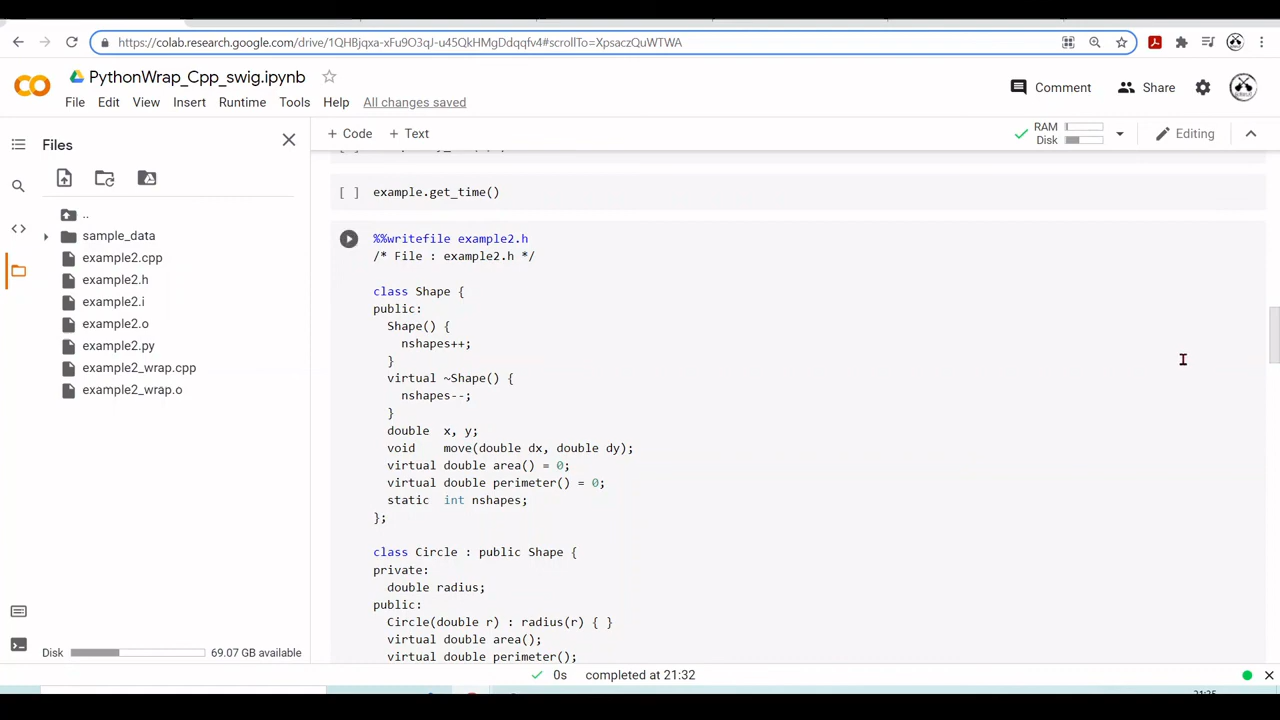 https://colab.research.google.com/drive/1QHBjqxa-xFu9O3qJ-u45QkHMgDdqqfv4#scrollTo=XpsaczQuWTWA
PythonWrap_Cpp_swig.ipynb
File Edit View Insert Runtime Tools Help All changes saved
Comment Share
Files
+ Code + Text
RAM
Disk
Editing
..
sample_data
example2.cpp
example2.h
example2.i
example2.o
example2.py
example2_wrap.cpp
example2_wrap.o
Disk 69.07 GB available
[ ] example.get_time()
%%writefile example2.h
/* File : example2.h */
class Shape {
public:
Shape() {
nshapes++;
}
virtual ~Shape() {
nshapes--;
}
double x, y;
void move(double dx, double dy);
virtual double area() = 0;
virtual double perimeter() = 0;
static int nshapes;
};
class Circle : public Shape {
private:
double radius;
public:
Circle(double r) : radius(r) { }
virtual double area();
virtual double perimeter();
0s completed at 21:32